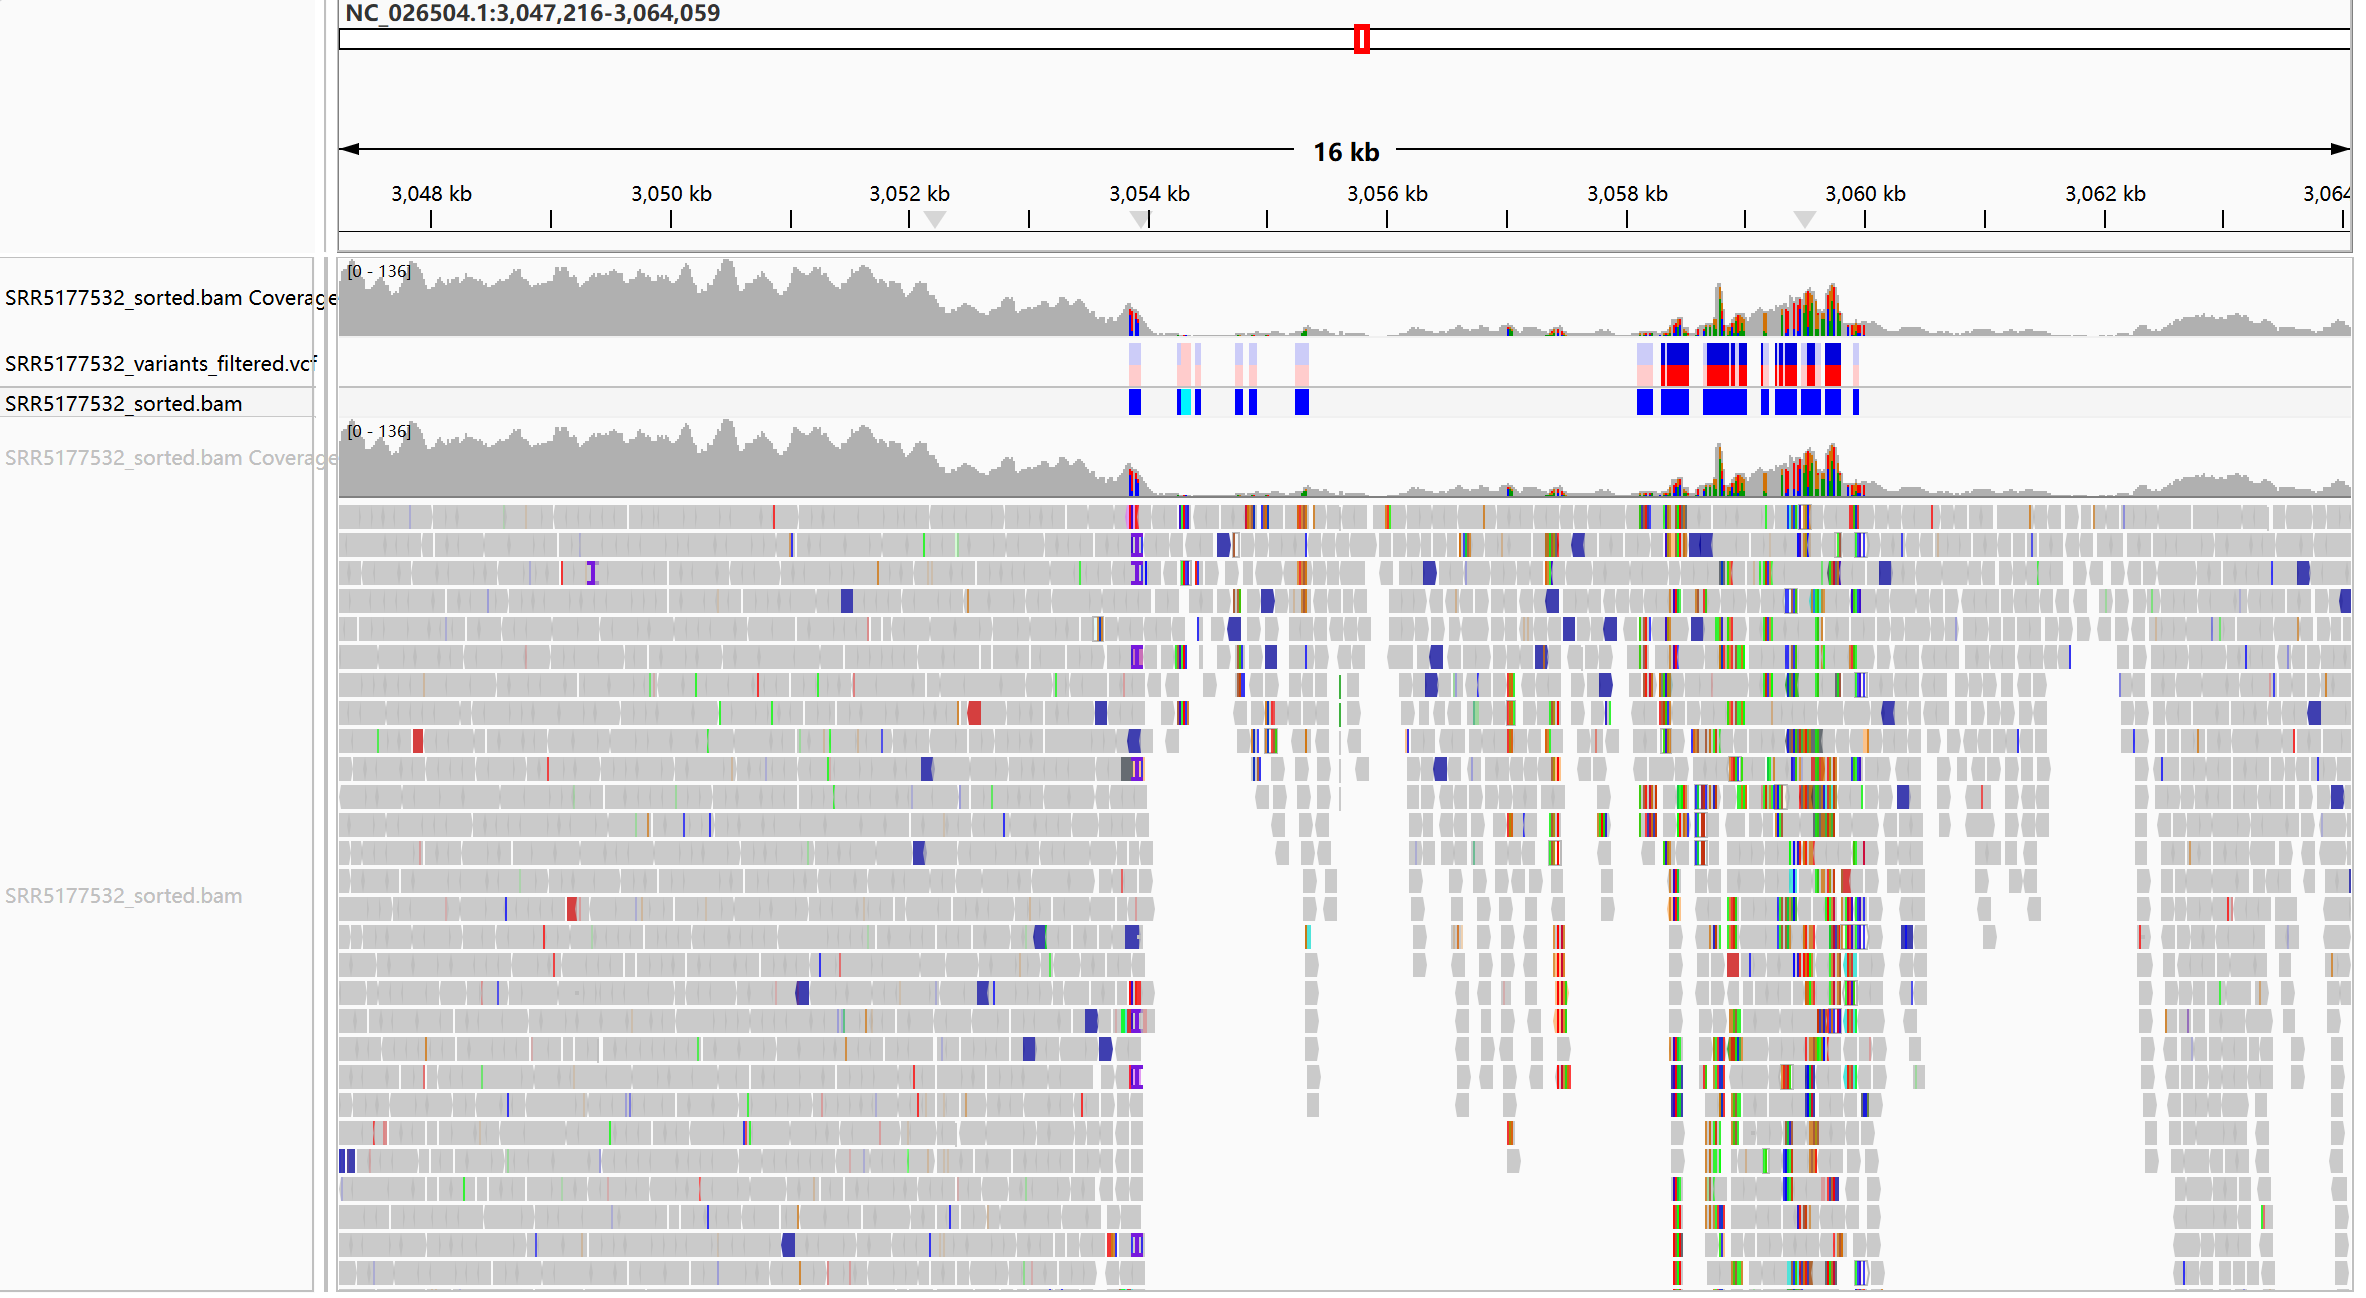 NC_026504.1:3,047,216-3,064,059
16 kb
3,048 kb 3,050 kb 3,052 kb 3,054 kb 3,056 kb 3,058 kb 3,060 kb 3,062 kb 3,064
[0 - 136]
SRR5177532_sorted.bam Coverage
SRR5177532_variants_filtered.vcf
SRR5177532_sorted.bam
[0 - 136]
SRR5177532_sorted.bam Coverage
SRR5177532_sorted.bam